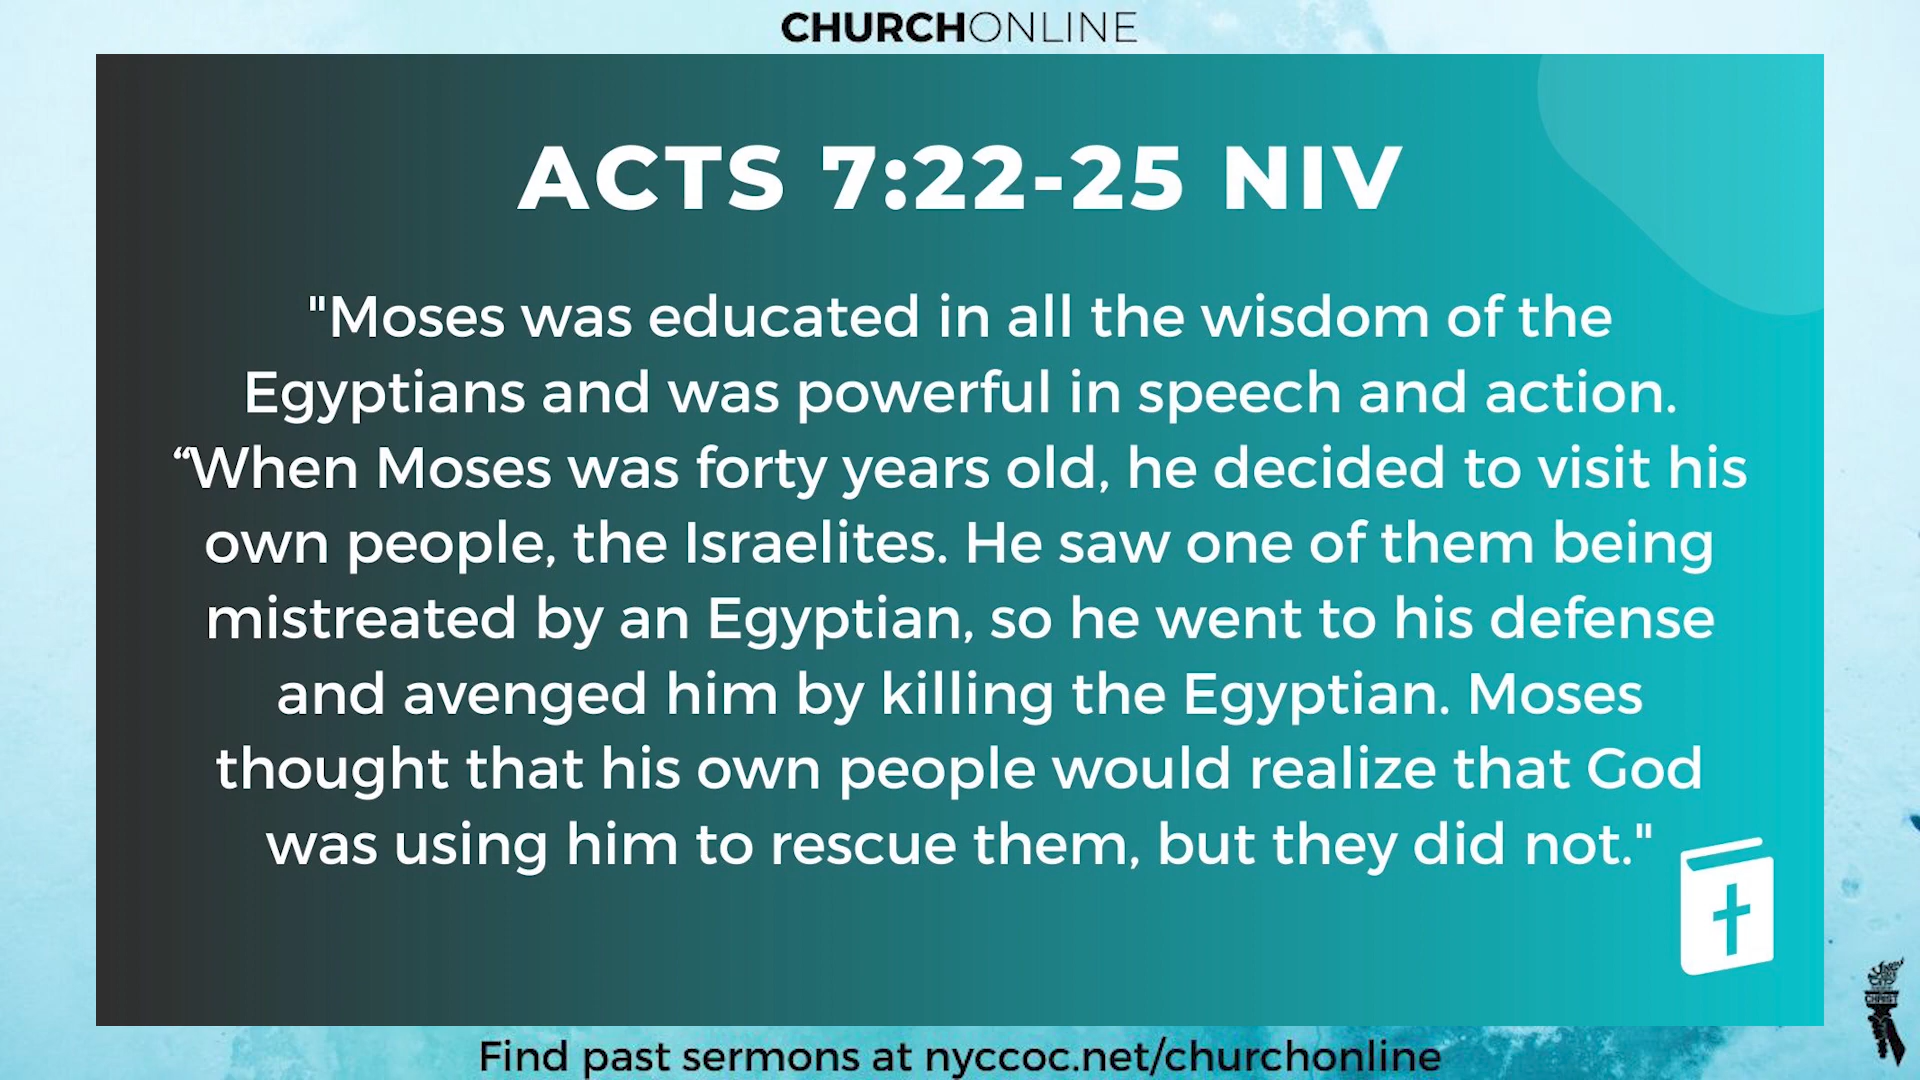 CHURCHONLINE
ACTS 7:22-25 NIV
"Moses was educated in all the wisdom of the
Egyptians and was powerful in speech and action.
“When Moses was forty years old, he decided to visit his
own people, the Israelites. He saw one of them being
mistreated by an Egyptian, so he went to his defense
and avenged him by killing the Egyptian. Moses
thought that his own people would realize that God
was using him to rescue them, but they did not."
CHRIST
Find past sermons at nyccoc.net/churchonline